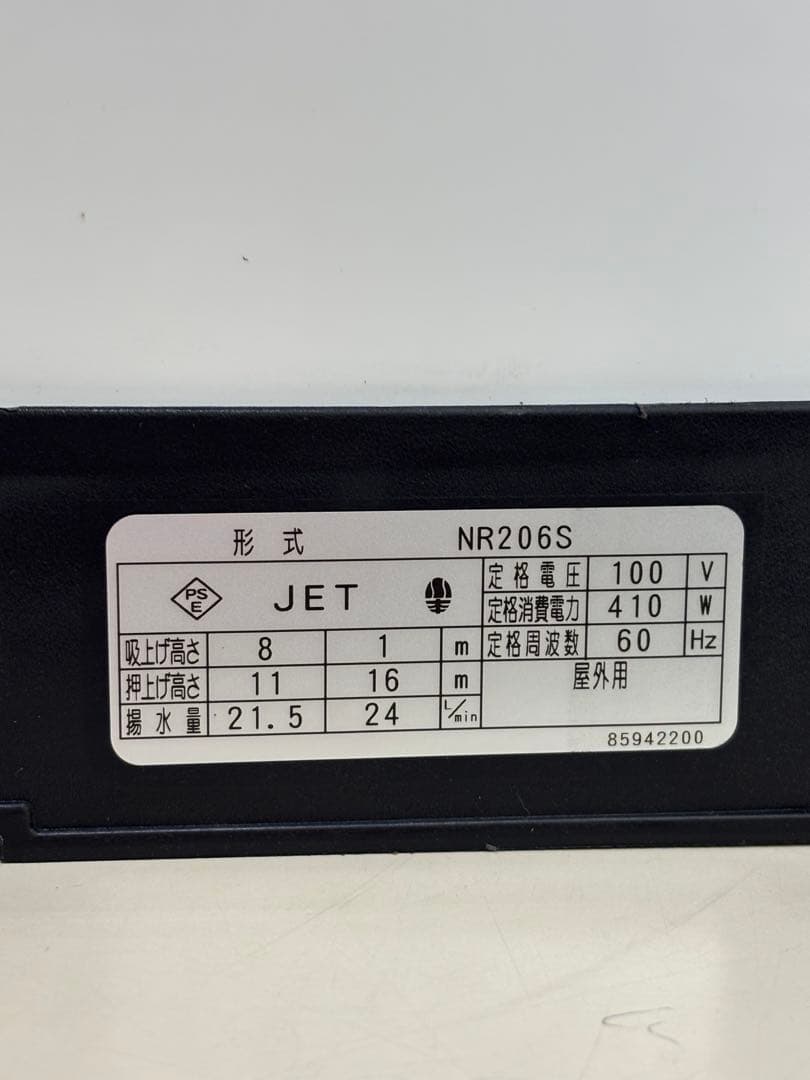 形式 NR206S
PS E JET
定格電圧 100 V
定格消費電力 410 W
定格周波数 60 Hz
吸上げ高さ 8 1 m
押上げ高さ 11 16 m
揚水量 21.5 24 L/min
屋外用
85942200